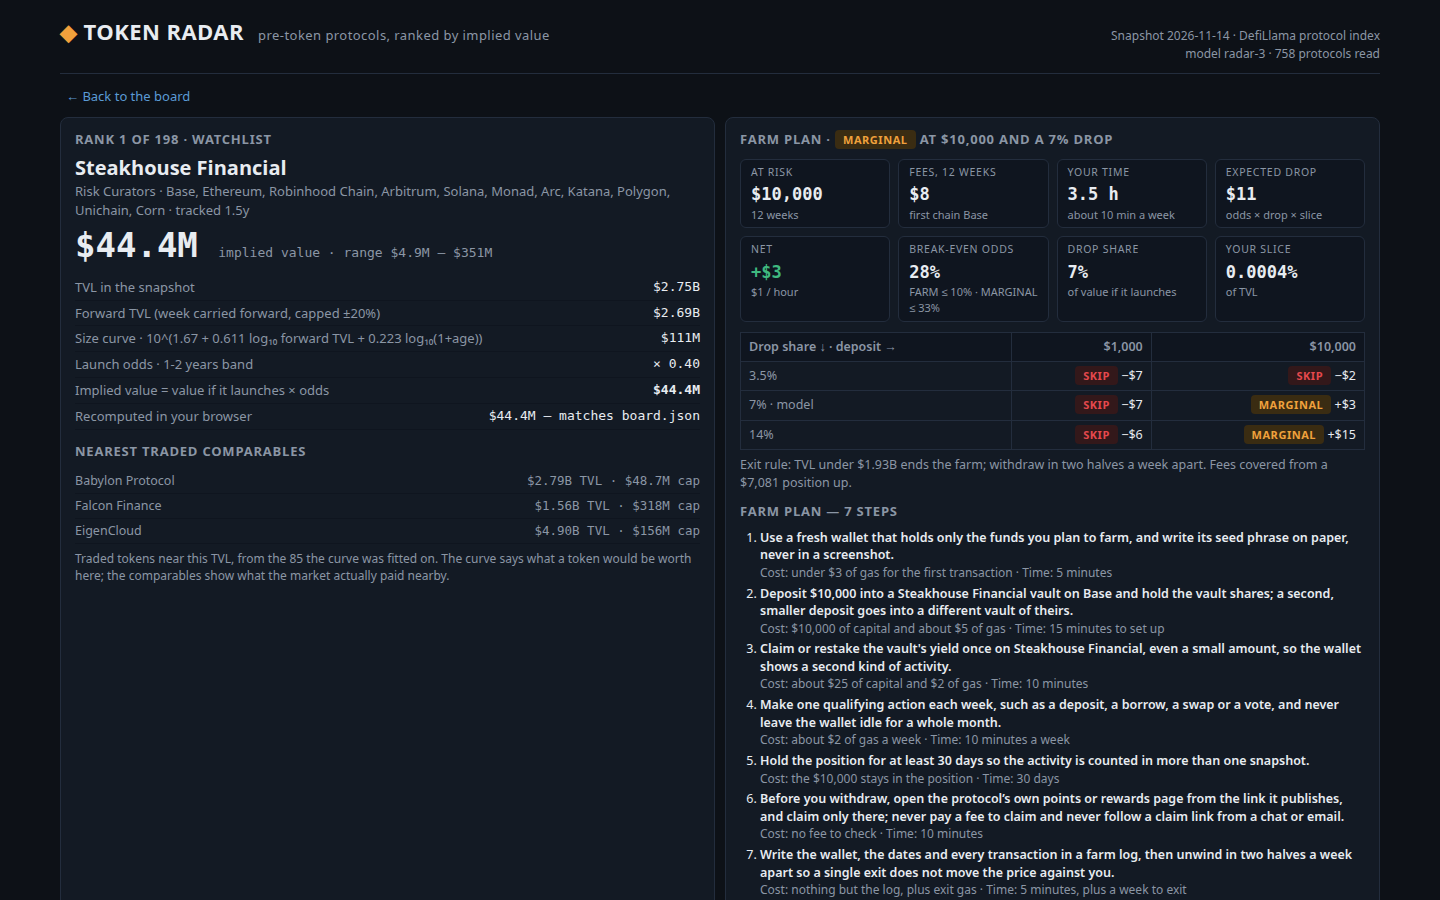 ◆ TOKEN RADAR pre-token protocols, ranked by implied value
Snapshot 2026-11-14 · DefiLlama protocol index
model radar-3 · 758 protocols read
← Back to the board
RANK 1 OF 198 · WATCHLIST
Steakhouse Financial
Risk Curators · Base, Ethereum, Robinhood Chain, Arbitrum, Solana, Monad, Arc, Katana, Polygon,
Unichain, Corn · tracked 1.5y
$44.4M implied value · range $4.9M — $351M
TVL in the snapshot $2.75B
Forward TVL (week carried forward, capped ±20%) $2.69B
Size curve · 10^(1.67 + 0.611 log₁₀ forward TVL + 0.223 log₁₀(1+age)) $111M
Launch odds · 1-2 years band × 0.40
Implied value = value if it launches × odds $44.4M
Recomputed in your browser $44.4M — matches board.json
NEAREST TRADED COMPARABLES
Babylon Protocol $2.79B TVL · $48.7M cap
Falcon Finance $1.56B TVL · $318M cap
EigenCloud $4.90B TVL · $156M cap
Traded tokens near this TVL, from the 85 the curve was fitted on. The curve says what a token would be worth
here; the comparables show what the market actually paid nearby.
FARM PLAN · MARGINAL AT $10,000 AND A 7% DROP
AT RISK
$10,000
12 weeks
FEES, 12 WEEKS
$8
first chain Base
YOUR TIME
3.5 h
about 10 min a week
EXPECTED DROP
$11
odds × drop × slice
NET
+$3
$1 / hour
BREAK-EVEN ODDS
28%
FARM ≤ 10% · MARGINAL
≤ 33%
DROP SHARE
7%
of value if it launches
YOUR SLICE
0.0004%
of TVL
Drop share ↓ · deposit → $1,000 $10,000
3.5% SKIP −$7 SKIP −$2
7% · model SKIP −$7 MARGINAL +$3
14% SKIP −$6 MARGINAL +$15
Exit rule: TVL under $1.93B ends the farm; withdraw in two halves a week apart. Fees covered from a
$7,081 position up.
FARM PLAN — 7 STEPS
1. Use a fresh wallet that holds only the funds you plan to farm, and write its seed phrase on paper,
never in a screenshot.
Cost: under $3 of gas for the first transaction · Time: 5 minutes
2. Deposit $10,000 into a Steakhouse Financial vault on Base and hold the vault shares; a second,
smaller deposit goes into a different vault of theirs.
Cost: $10,000 of capital and about $5 of gas · Time: 15 minutes to set up
3. Claim or restake the vault's yield once on Steakhouse Financial, even a small amount, so the wallet
shows a second kind of activity.
Cost: about $25 of capital and $2 of gas · Time: 10 minutes
4. Make one qualifying action each week, such as a deposit, a borrow, a swap or a vote, and never
leave the wallet idle for a whole month.
Cost: about $2 of gas a week · Time: 10 minutes a week
5. Hold the position for at least 30 days so the activity is counted in more than one snapshot.
Cost: the $10,000 stays in the position · Time: 30 days
6. Before you withdraw, open the protocol’s own points or rewards page from the link it publishes,
and claim only there; never pay a fee to claim and never follow a claim link from a chat or email.
Cost: no fee to check · Time: 10 minutes
7. Write the wallet, the dates and every transaction in a farm log, then unwind in two halves a week
apart so a single exit does not move the price against you.
Cost: nothing but the log, plus exit gas · Time: 5 minutes, plus a week to exit